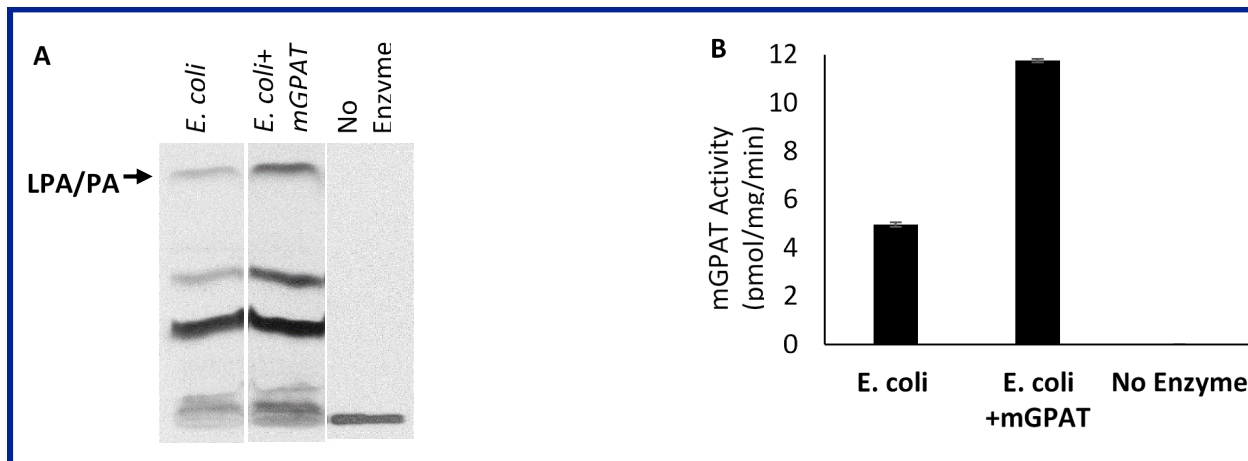 A
E. coli
E. coli+
mGPAT
No
Enzyme
LPA/PA
B
mGPAT Activity
(pmol/mg/min)
12
10
8
6
4
2
0
E. coli
E. coli
+mGPAT
No Enzyme